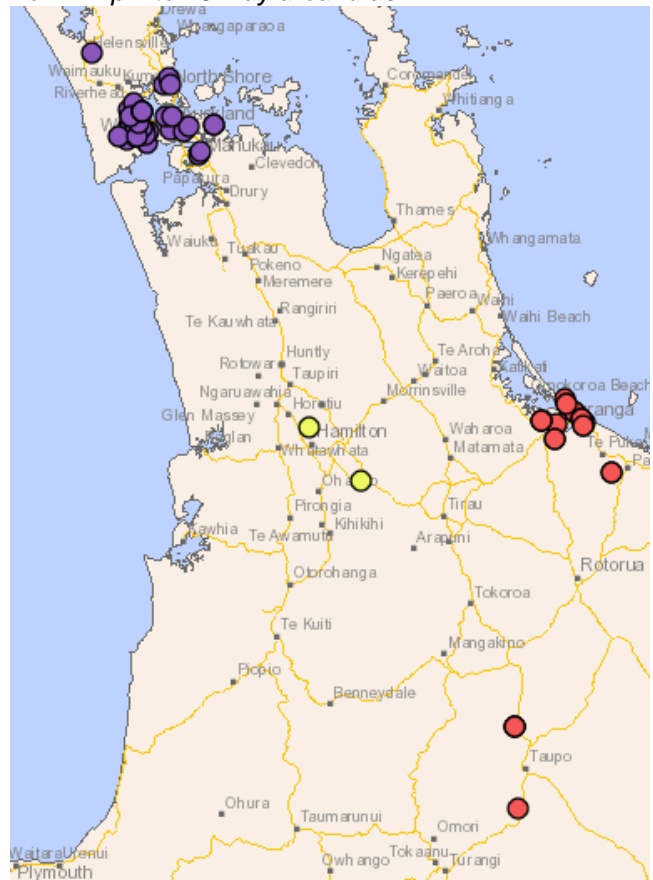 Orewa
Whangaparaoa
Helensville
Waimauku
Kum
North Shore
Riverhead
Coromandel
Whitianga
Manukau
Clevedon
Papakura
Drury
Thames
Waiuku
Tuakau
Whangamata
Pokeno
Ngatea
Kerepehi
Meremere
Paeroa
Waihi
Rangiriri
Waihi Beach
Te Kauwhata
Huntly
Te Aroha
Rotowaro
Taupiri
Waitoa
Katikati
Ngaruawahia
Morrinsville
Omokoroa Beach
Horotiu
Glen Massey
Hamilton
Waharoa
Raglan
Te Puke
Whatawhata
Matamata
Pa
Pirongia
Tirau
Kawhia
Te Awamutu
Kihikihi
Arapuni
Rotorua
Otorohanga
Tokoroa
Te Kuiti
Mangakino
Piopio
Benneydale
Taupo
Ohura
Taumarunui
Omori
Waitara
Urenui
Tokaanu
Owhango
Turangi
Plymouth